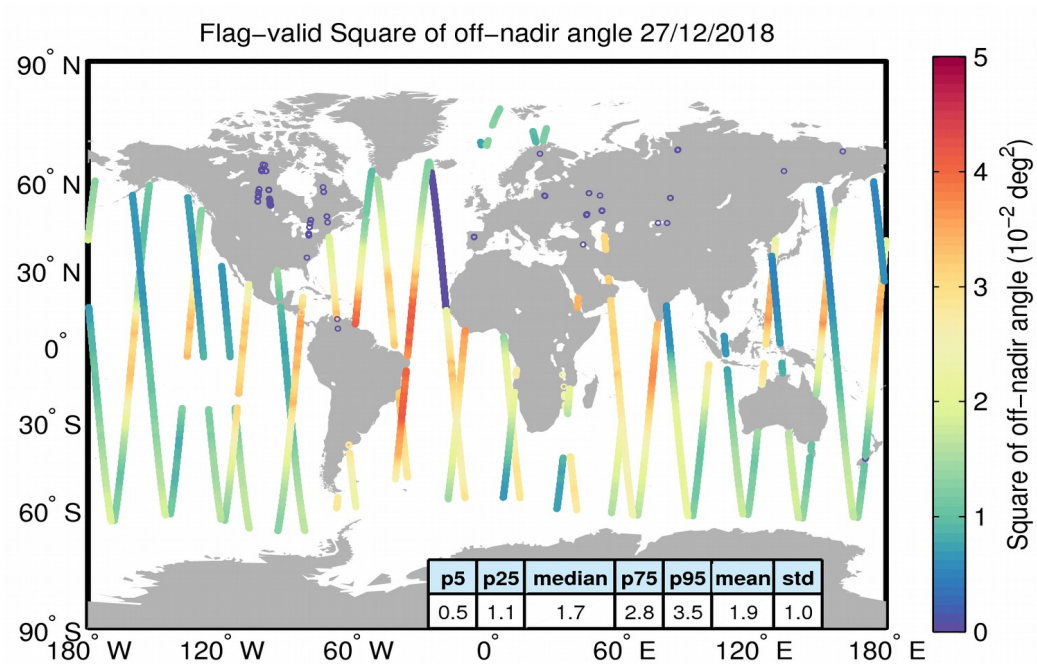 Flag-valid Square of off-nadir angle 27/12/2018
90° N
60° N
30° N
0°
30° S
60° S
90° S
180° W
120° W
60° W
0°
60° E
120° E
180° E
p5 p25 median p75 p95 mean std
0.5 1.1 1.7 2.8 3.5 1.9 1.0
5
4
3
2
1
0
Square of off-nadir angle (10⁻² deg²)